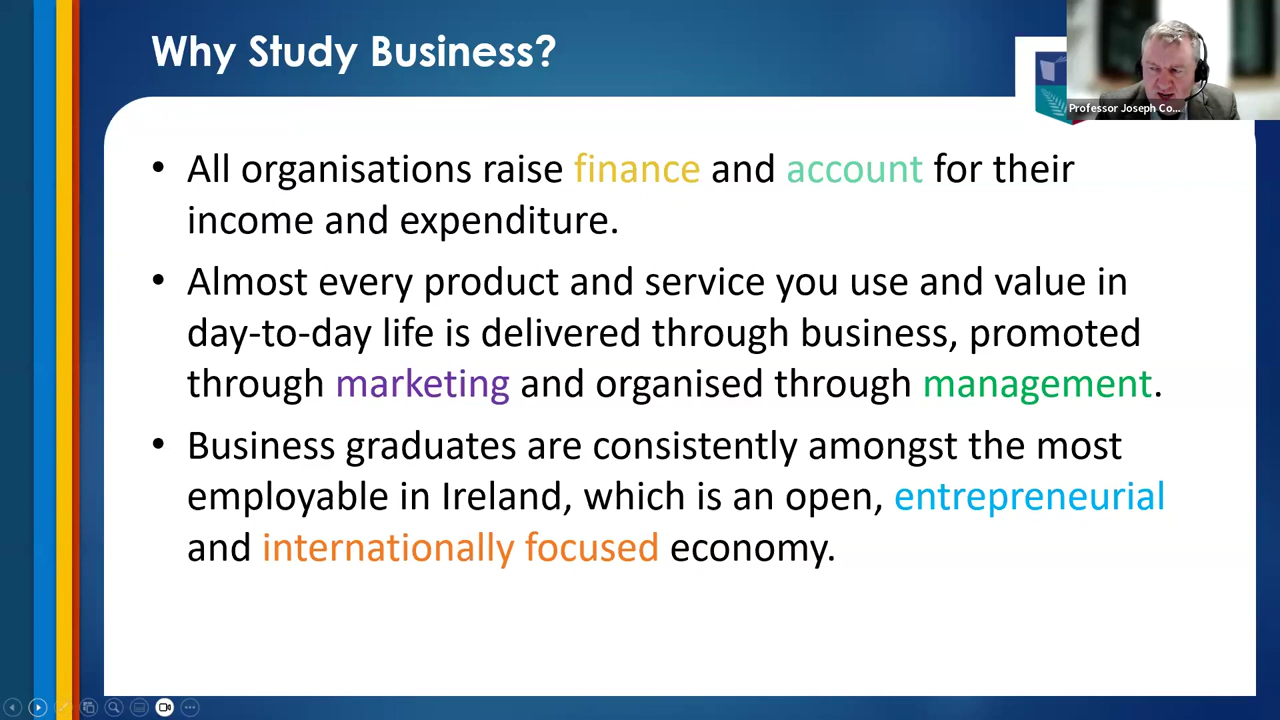 Why Study Business?
Professor Joseph Co...
• All organisations raise finance and account for their
income and expenditure.
• Almost every product and service you use and value in
day-to-day life is delivered through business, promoted
through marketing and organised through management.
• Business graduates are consistently amongst the most
employable in Ireland, which is an open, entrepreneurial
and internationally focused economy.